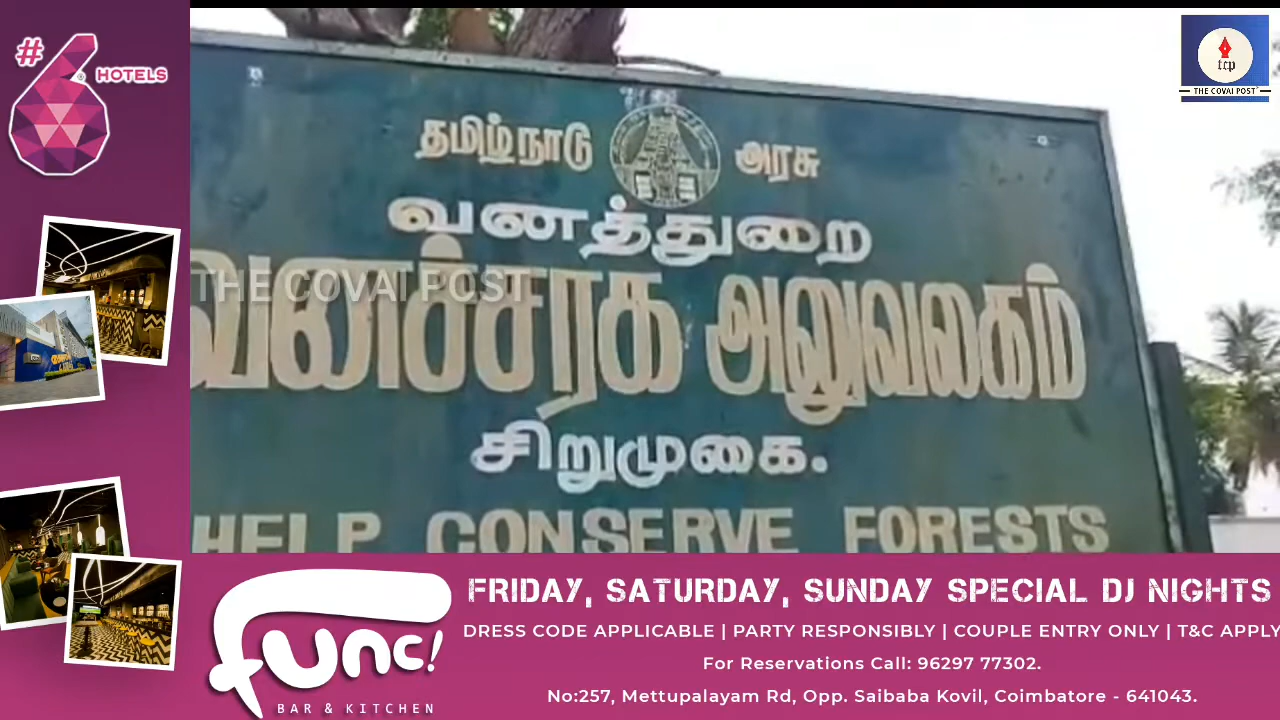 # HOTELS
tcp
THE COVAI POST
தமிழ்நாடு அரசு
வனத்துறை
THE COVAI POST
வனச்சரக அலுவலகம்
சிறுமுகை.
HELP CONSERVE FORESTS
FRIDAY, SATURDAY, SUNDAY SPECIAL DJ NIGHTS
DRESS CODE APPLICABLE | PARTY RESPONSIBLY | COUPLE ENTRY ONLY | T&C APPLY
For Reservations Call: 96297 77302.
No:257, Mettupalayam Rd, Opp. Saibaba Kovil, Coimbatore - 641043.
FUNC!
BAR & KITCHEN